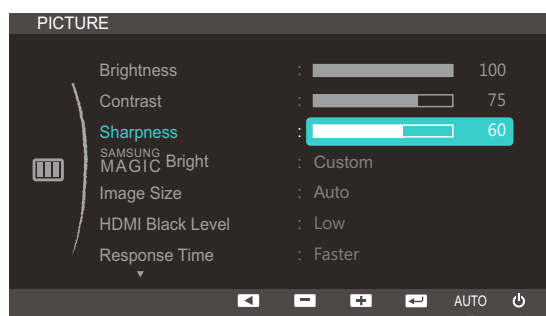 PICTURE
Brightness : 100
Contrast : 75
Sharpness : 60
SAMSUNG MAGIC Bright : Custom
Image Size : Auto
HDMI Black Level : Low
Response Time : Faster
AUTO